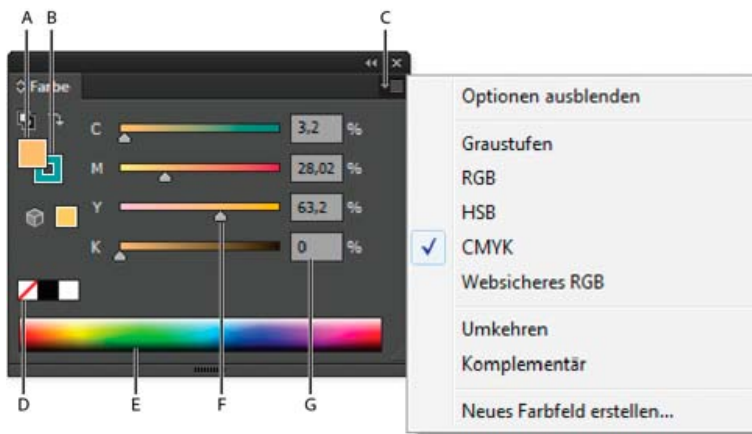 A B C
Farbe
C 3,2 %
M 28,02 %
Y 63,2 %
K 0 %
D E F G
Optionen ausblenden
Graustufen
RGB
HSB
CMYK
Websicheres RGB
Umkehren
Komplementär
Neues Farbfeld erstellen...